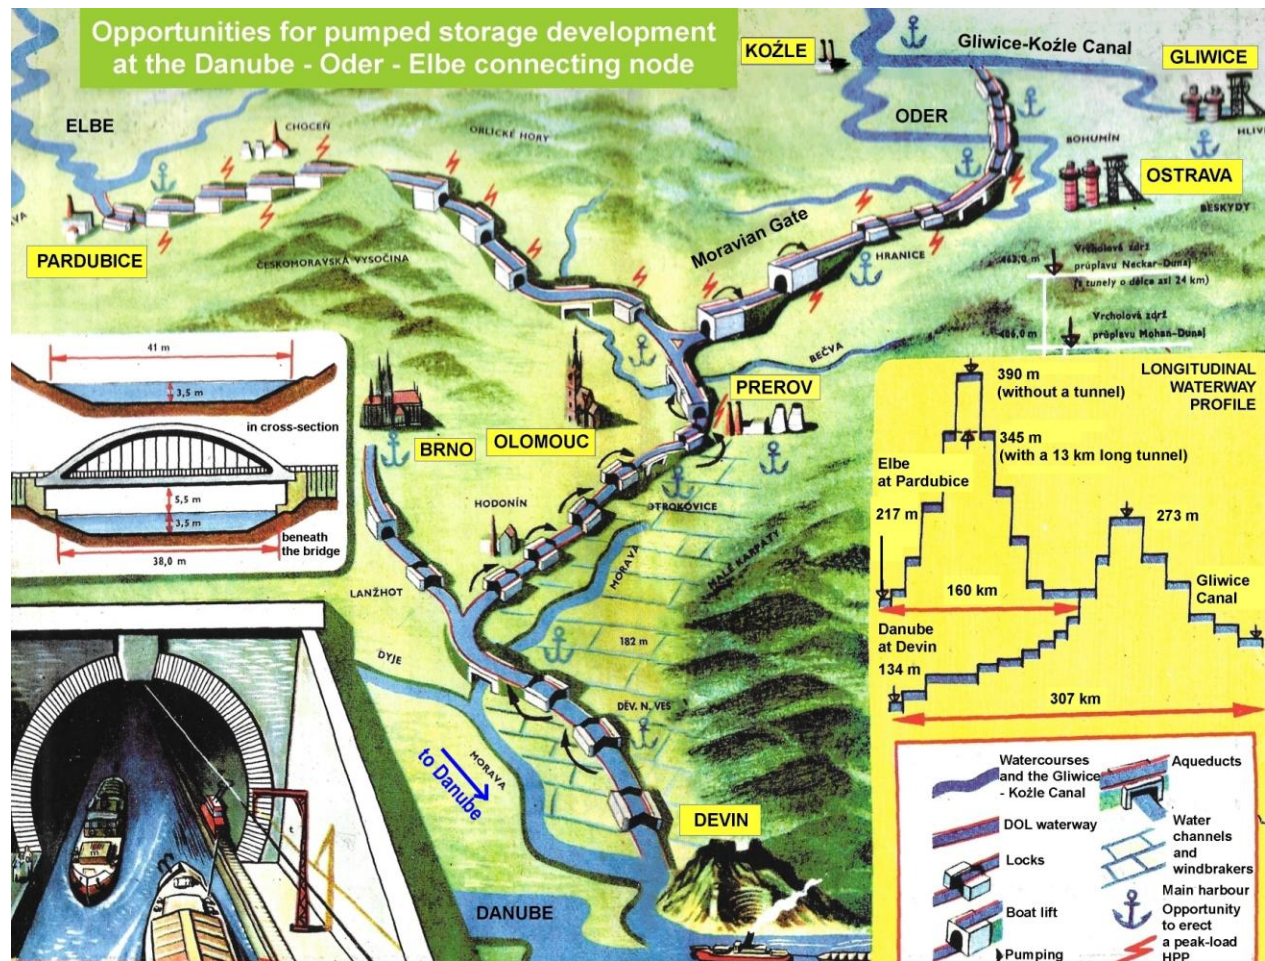 Opportunities for pumped storage development
at the Danube - Oder - Elbe connecting node
KOŹLE
Gliwice-Koźle Canal
GLIWICE
ELBE
CHOCEŇ
ORLICKÉ HORY
ODER
BOHUMÍN
HLIV
OSTRAVA
BESKYDY
PARDUBICE
ČESKOMORAVSKÁ VYSOČINA
Moravian Gate
HRANICE
Vrcholová zdrž
průplavu Neckar-Dunaj
(s tunely o délce asi 24 km)
Vrcholová zdrž
průplavu Mohan-Dunaj
BEČVA
41 m
3,5 m
in cross-section
5,5 m
3,5 m
beneath
the bridge
38,0 m
BRNO
OLOMOUC
PREROV
HODONÍN
OTROKOVICE
MORAVA
MALÉ KARPATY
LANŽHOT
DYJE
182 m
DĚV. N. VES
MORAVA
to Danube
DEVIN
DANUBE
LONGITUDINAL
WATERWAY
PROFILE
390 m
(without a tunnel)
345 m
(with a 13 km long tunnel)
Elbe
at Pardubice
217 m
273 m
160 km
Gliwice
Canal
Danube
at Devin
134 m
307 km
Watercourses
and the Gliwice
- Koźle Canal
DOL waterway
Locks
Boat lift
Pumping
Aqueducts
Water
channels
and
windbrakers
Main harbour
Opportunity
to erect
a peak-load
HPP